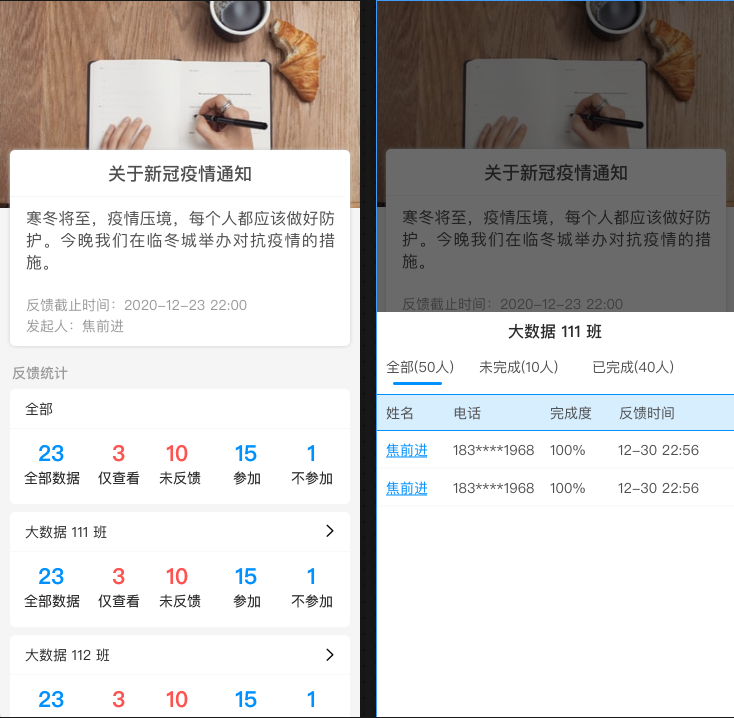 关于新冠疫情通知
寒冬将至，疫情压境，每个人都应该做好防
护。今晚我们在临冬城举办对抗疫情的措
施。
反馈截止时间：2020-12-23 22:00
发起人：焦前进
反馈统计
全部
23 3 10 15 1
全部数据 仅查看 未反馈 参加 不参加
大数据 111 班
23 3 10 15 1
全部数据 仅查看 未反馈 参加 不参加
大数据 112 班
23 3 10 15 1
关于新冠疫情通知
寒冬将至，疫情压境，每个人都应该做好防
护。今晚我们在临冬城举办对抗疫情的措
施。
反馈截止时间：2020-12-23 22:00
大数据 111 班
全部(50人) 未完成(10人) 已完成(40人)
姓名 电话 完成度 反馈时间
焦前进 183****1968 100% 12-30 22:56
焦前进 183****1968 100% 12-30 22:56